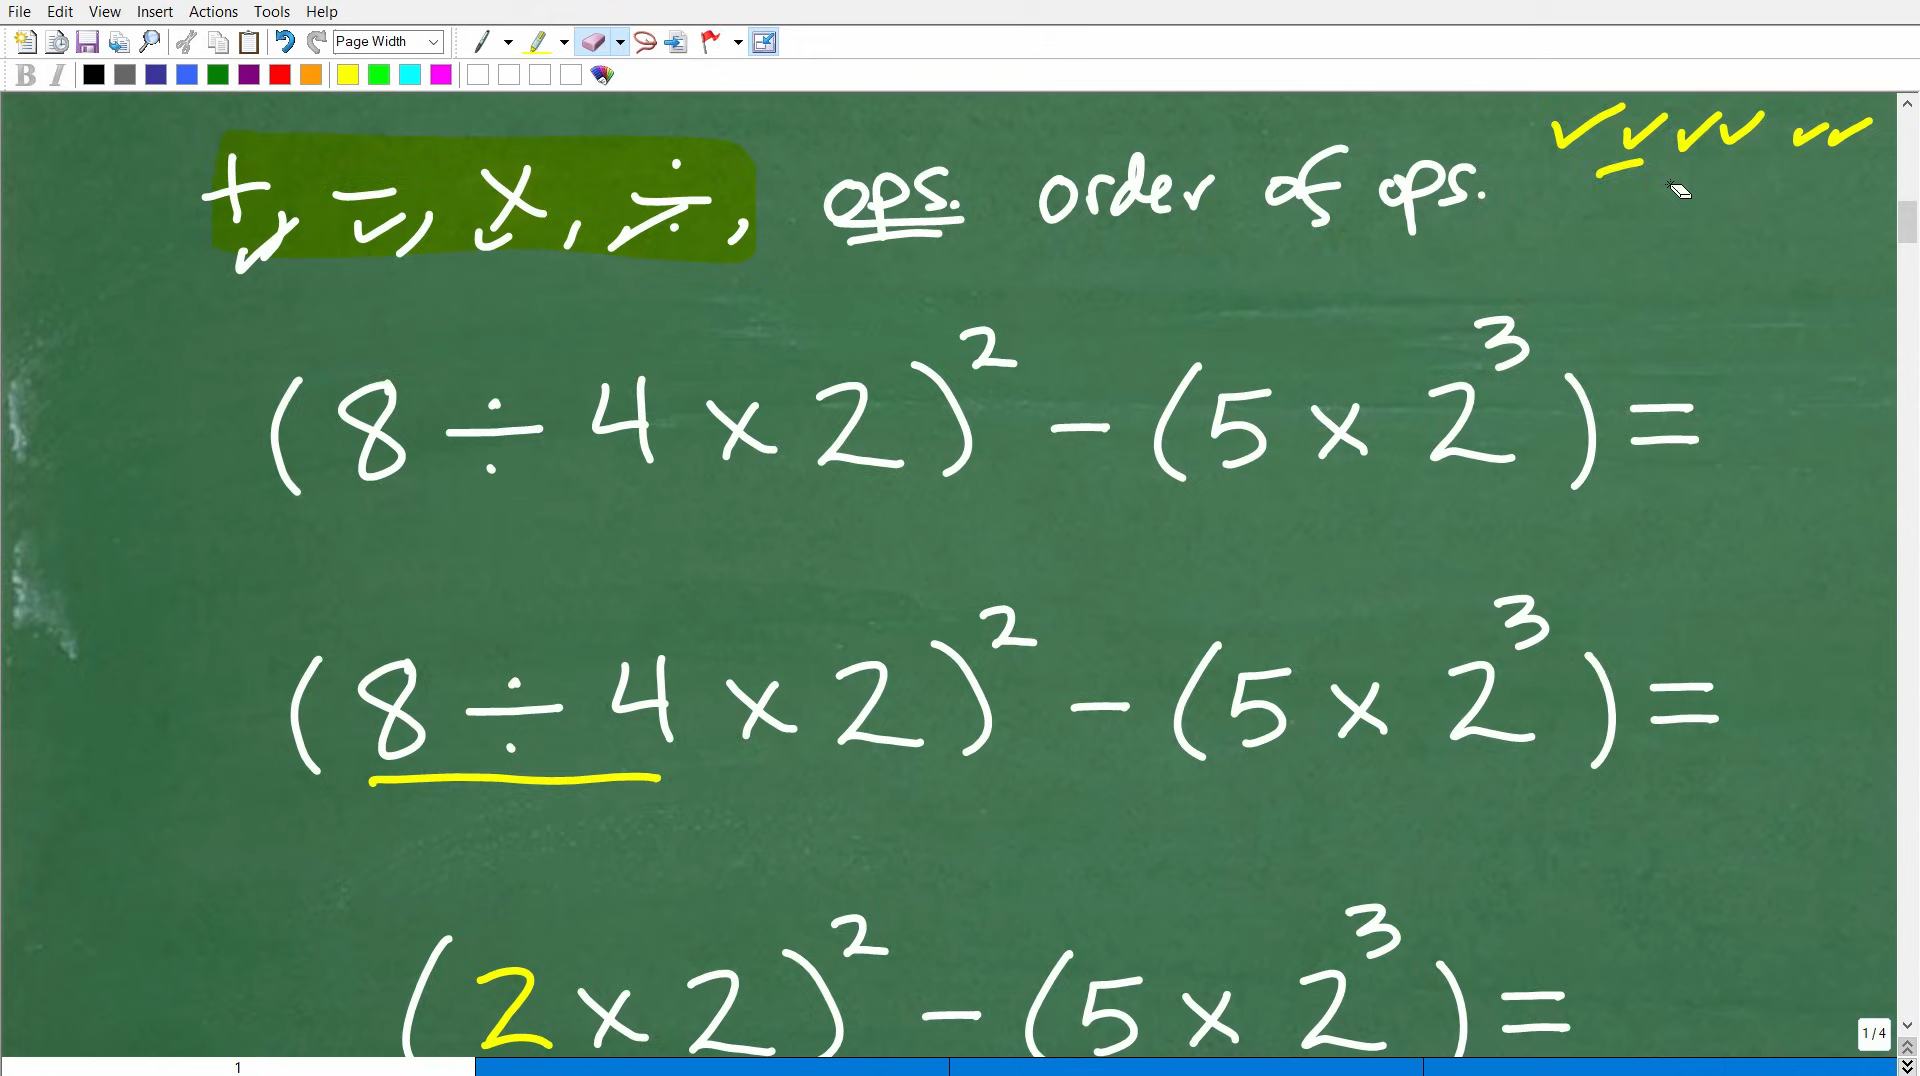 File Edit View Insert Actions Tools Help
Page Width
B I
+, −, ×, ÷, ops. order of ops.
(8 ÷ 4 × 2)² − (5 × 2³) =
(8 ÷ 4 × 2)² − (5 × 2³) =
(2 × 2)² − (5 × 2³) =
1 / 4
1